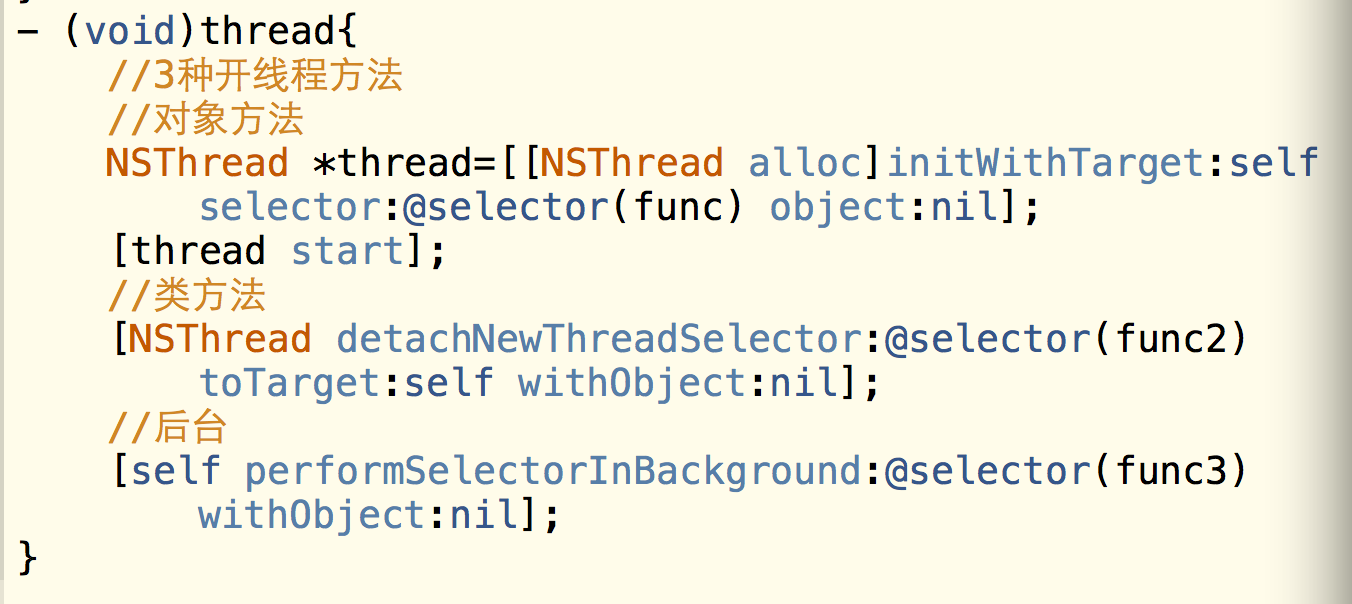 - (void)thread{
//3种开线程方法
//对象方法
NSThread *thread=[[NSThread alloc]initWithTarget:self
selector:@selector(func) object:nil];
[thread start];
//类方法
[NSThread detachNewThreadSelector:@selector(func2)
toTarget:self withObject:nil];
//后台
[self performSelectorInBackground:@selector(func3)
withObject:nil];
}